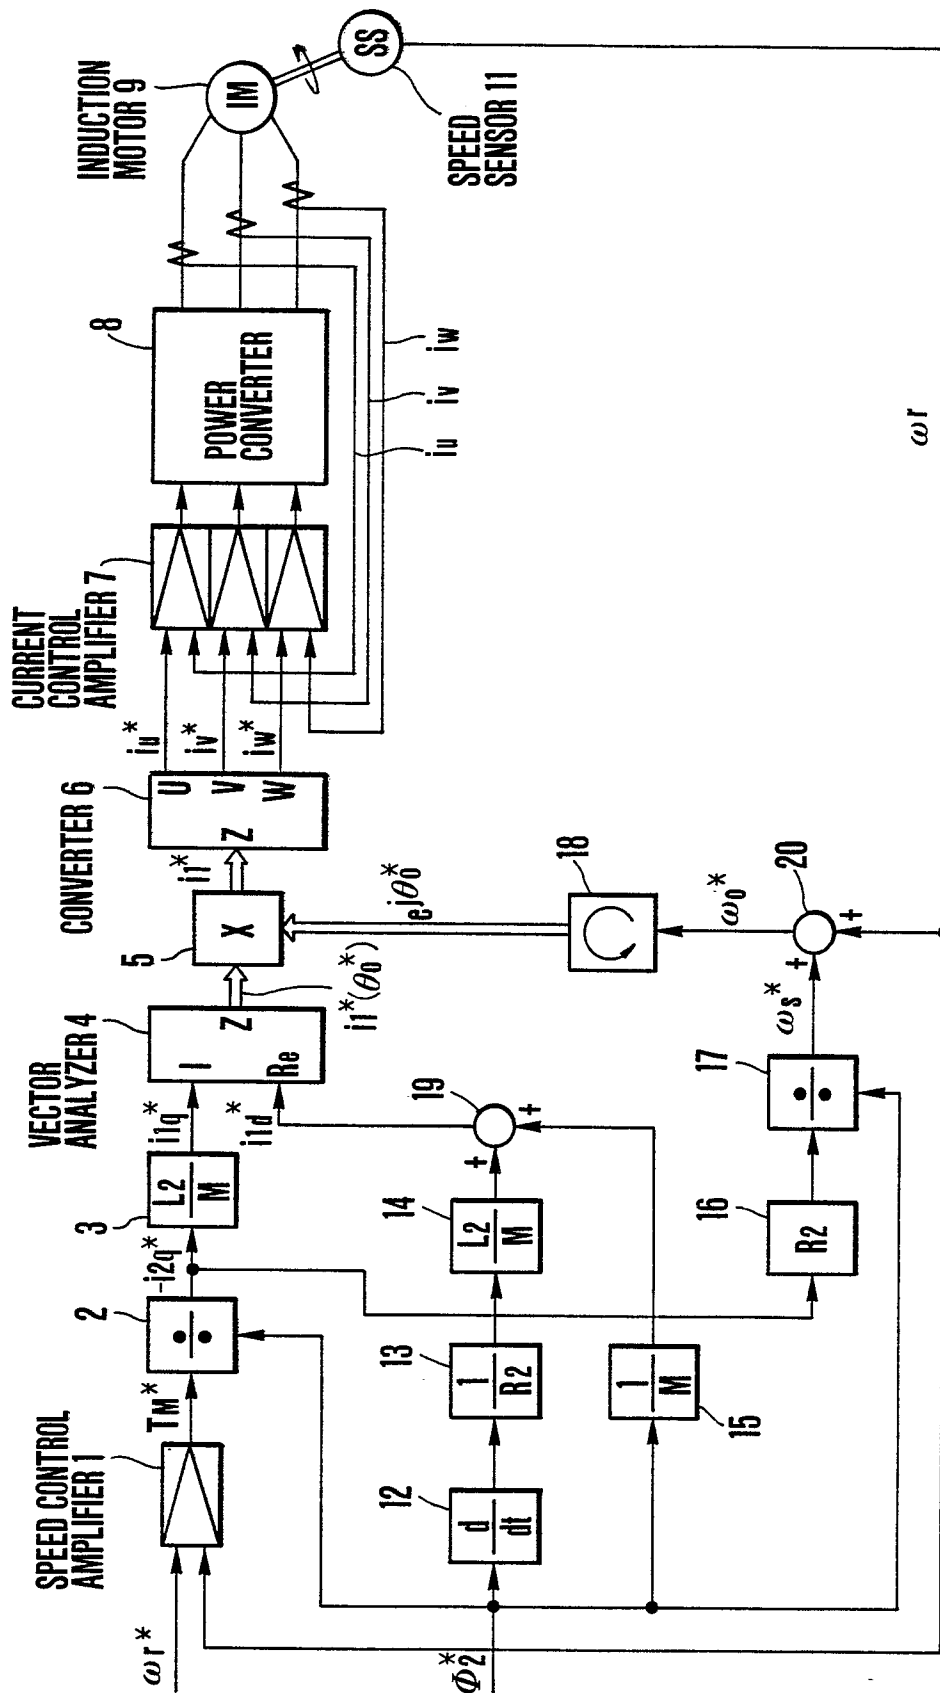 ωr*
SPEED CONTROL
AMPLIFIER 1
TM*
2
-i2q*
3
L2
M
i1q*
VECTOR
ANALYZER 4
I
Re
Z
i1*(θ0*)
i1d*
5
X
i1*
CONVERTER 6
Z
U
V
W
iu*
iv*
iw*
CURRENT
CONTROL
AMPLIFIER 7
8
POWER
CONVERTER
iu
iv
iw
INDUCTION
MOTOR 9
IM
SS
SPEED
SENSOR 11
Φ2*
12
d
dt
13
1
R2
14
L2
M
19
+
+
15
1
M
16
R2
17
ωs*
+
+
20
ω0*
18
ejθ0*
ωr